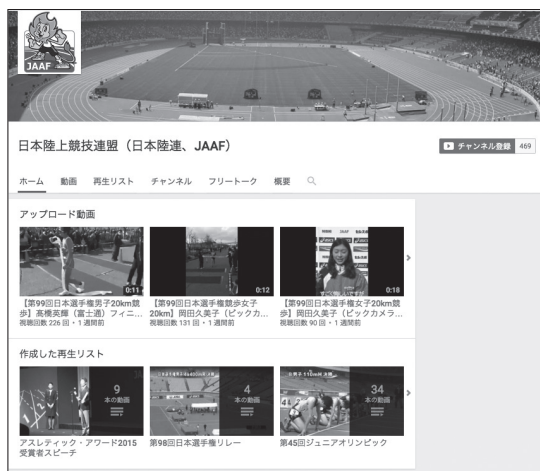 JAAF
日本陸上競技連盟（日本陸連、JAAF）
チャンネル登録 469
ホーム 動画 再生リスト チャンネル フリートーク 概要
アップロード動画
0:11
0:12
0:18
【第99回日本選手権男子20km競歩】髙橋英輝（富士通）フィニ...
視聴回数 226 回・1 週間前
【第99回日本選手権競歩女子20km】岡田久美子（ビックカ...
視聴回数 131 回・1 週間前
【第99回日本選手権女子20km競歩】岡田久美子（ビックカメラ...
視聴回数 90 回・1 週間前
作成した再生リスト
9
本の動画
4
本の動画
34
本の動画
アスレティック・アワード2015
受賞者スピーチ
第98回日本選手権リレー
第45回ジュニアオリンピック